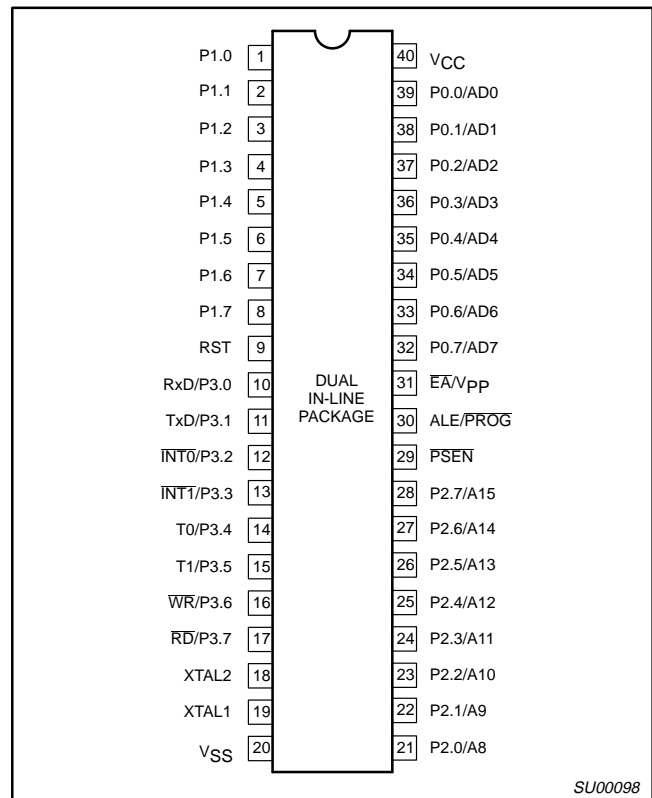 P1.0 1 40 VCC
P1.1 2 39 P0.0/AD0
P1.2 3 38 P0.1/AD1
P1.3 4 37 P0.2/AD2
P1.4 5 36 P0.3/AD3
P1.5 6 35 P0.4/AD4
P1.6 7 34 P0.5/AD5
P1.7 8 33 P0.6/AD6
RST 9 32 P0.7/AD7
RxD/P3.0 10 31 E̅A̅/VPP
TxD/P3.1 11 30 ALE/P̅R̅O̅G̅
I̅N̅T̅0̅/P3.2 12 29 P̅S̅E̅N̅
I̅N̅T̅1̅/P3.3 13 28 P2.7/A15
T0/P3.4 14 27 P2.6/A14
T1/P3.5 15 26 P2.5/A13
W̅R̅/P3.6 16 25 P2.4/A12
R̅D̅/P3.7 17 24 P2.3/A11
XTAL2 18 23 P2.2/A10
XTAL1 19 22 P2.1/A9
VSS 20 21 P2.0/A8
DUAL
IN-LINE
PACKAGE
SU00098